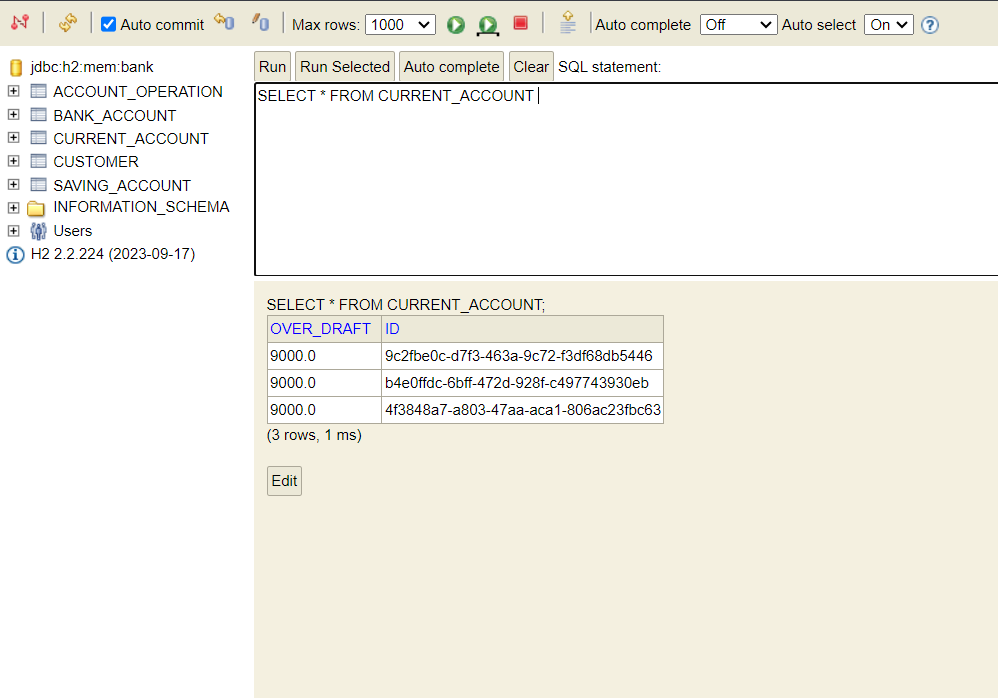 Auto commit Max rows: 1000 Auto complete Off Auto select On ?
jdbc:h2:mem:bank
ACCOUNT_OPERATION
BANK_ACCOUNT
CURRENT_ACCOUNT
CUSTOMER
SAVING_ACCOUNT
INFORMATION_SCHEMA
Users
H2 2.2.224 (2023-09-17)
Run Run Selected Auto complete Clear SQL statement:
SELECT * FROM CURRENT_ACCOUNT
SELECT * FROM CURRENT_ACCOUNT;
OVER_DRAFT ID
9000.0 9c2fbe0c-d7f3-463a-9c72-f3df68db5446
9000.0 b4e0ffdc-6bff-472d-928f-c497743930eb
9000.0 4f3848a7-a803-47aa-aca1-806ac23fbc63
(3 rows, 1 ms)
Edit